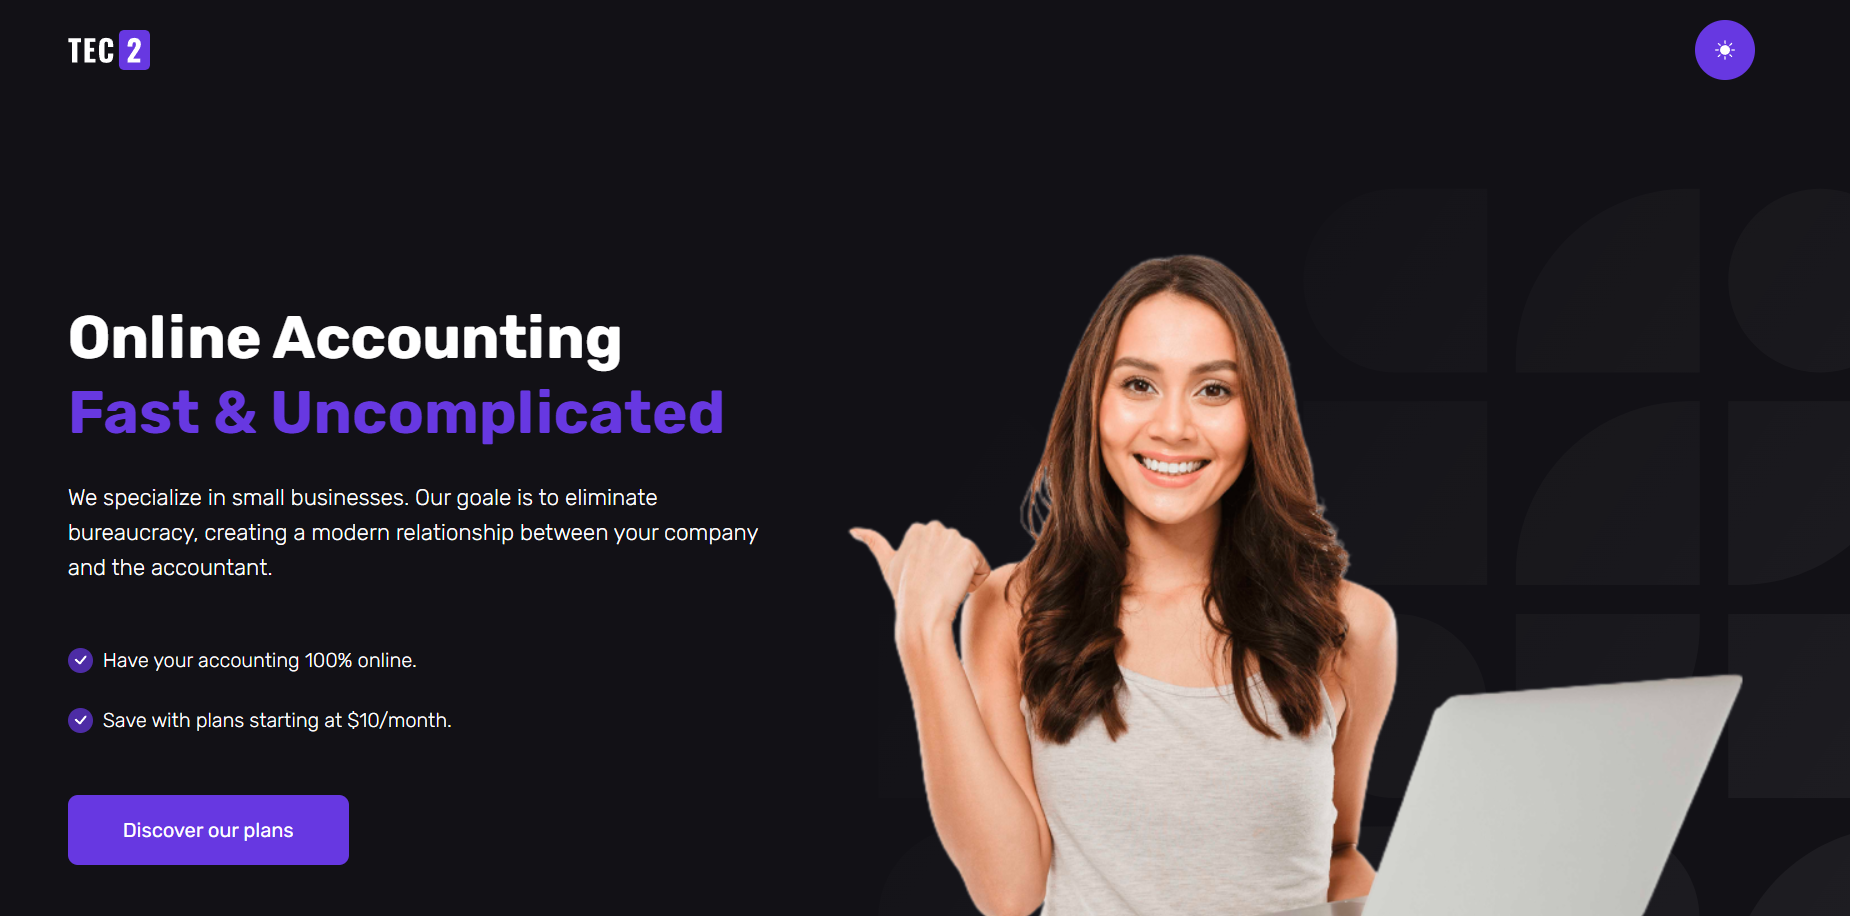 TEC 2
Online Accounting
Fast & Uncomplicated
We specialize in small businesses. Our goale is to eliminate
bureaucracy, creating a modern relationship between your company
and the accountant.
Have your accounting 100% online.
Save with plans starting at $10/month.
Discover our plans